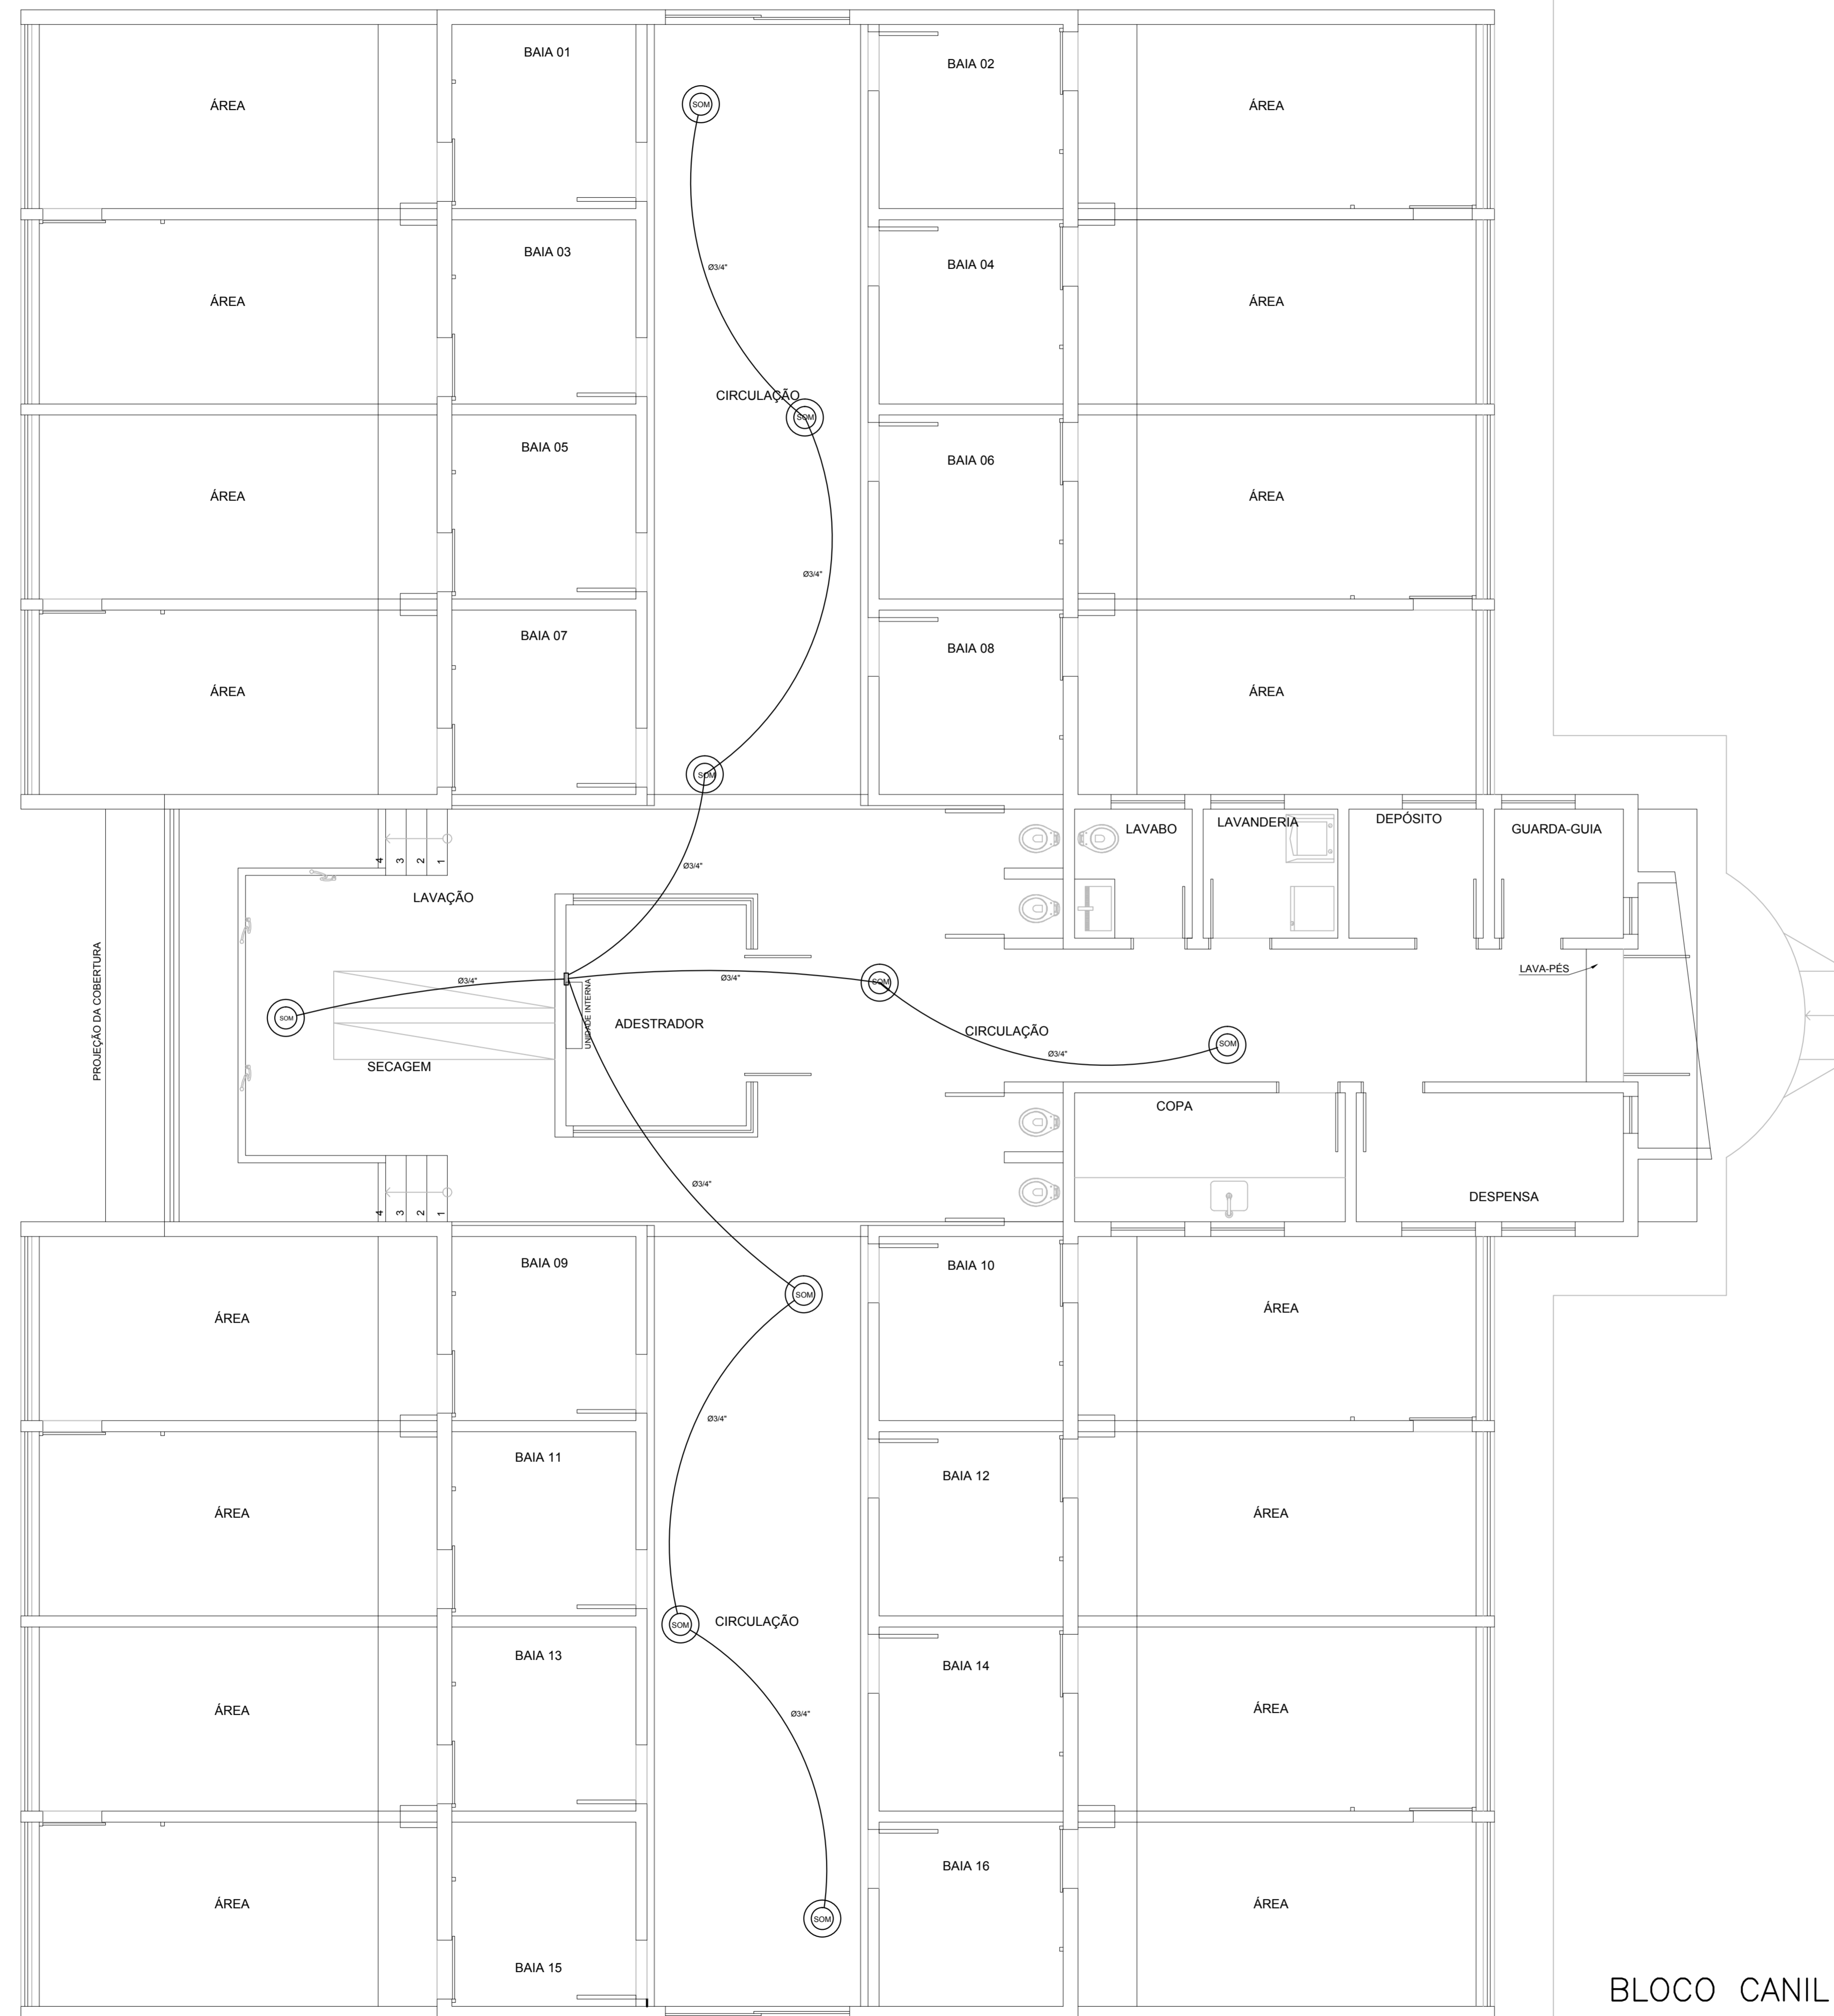 BAIA 01
BAIA 02
ÁREA
SOM
ÁREA
BAIA 03
BAIA 04
Ø3/4"
ÁREA
ÁREA
CIRCULAÇÃO
SOM
BAIA 05
BAIA 06
ÁREA
ÁREA
Ø3/4"
BAIA 07
BAIA 08
ÁREA
ÁREA
SOM
LAVABO
LAVANDERIA
DEPÓSITO
GUARDA-GUIA
4
3
2
1
Ø3/4"
LAVAÇÃO
PROJEÇÃO DA COBERTURA
LAVA-PÉS
Ø3/4"
Ø3/4"
SOM
UNIDADE INTERNA
SOM
ADESTRADOR
CIRCULAÇÃO
SOM
Ø3/4"
SECAGEM
COPA
Ø3/4"
DESPENSA
4
3
2
1
BAIA 09
BAIA 10
SOM
ÁREA
ÁREA
Ø3/4"
BAIA 11
BAIA 12
ÁREA
ÁREA
SOM
CIRCULAÇÃO
BAIA 13
BAIA 14
ÁREA
ÁREA
Ø3/4"
BAIA 16
ÁREA
ÁREA
SOM
BAIA 15
BLOCO CANIL